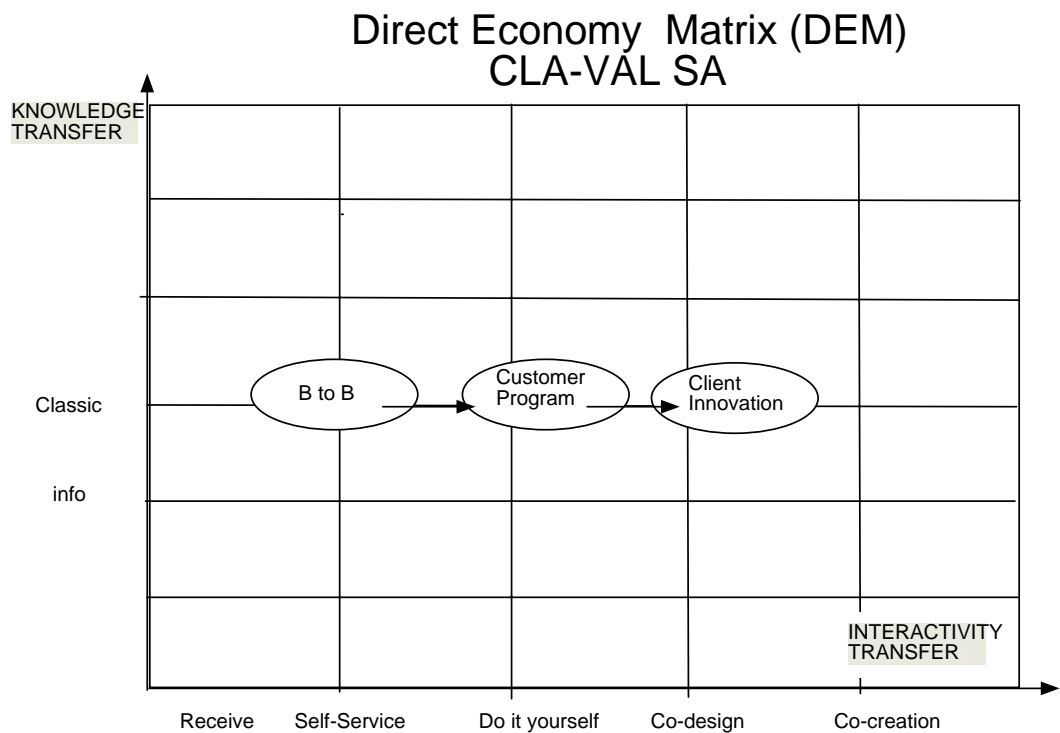 Direct Economy Matrix (DEM)
CLA-VAL SA
KNOWLEDGE
TRANSFER
B to B
Customer
Program
Client
Innovation
Classic
info
INTERACTIVITY
TRANSFER
Receive
Self-Service
Do it yourself
Co-design
Co-creation